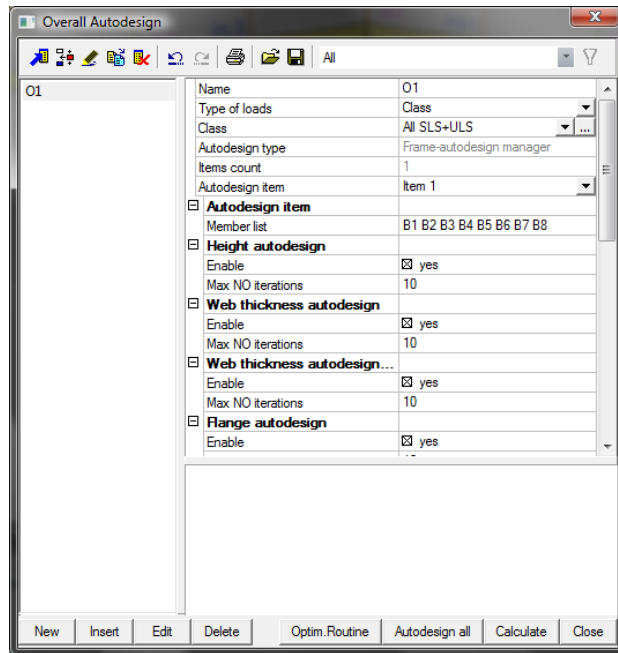 Overall Autodesign
All
O1
Name O1
Type of loads Class
Class All SLS+ULS ...
Autodesign type Frame-autodesign manager
Items count 1
Autodesign item Item 1
Autodesign item
Member list B1 B2 B3 B4 B5 B6 B7 B8
Height autodesign
Enable yes
Max NO iterations 10
Web thickness autodesign
Enable yes
Max NO iterations 10
Web thickness autodesign...
Enable yes
Max NO iterations 10
Flange autodesign
Enable yes
New Insert Edit Delete Optim.Routine Autodesign all Calculate Close